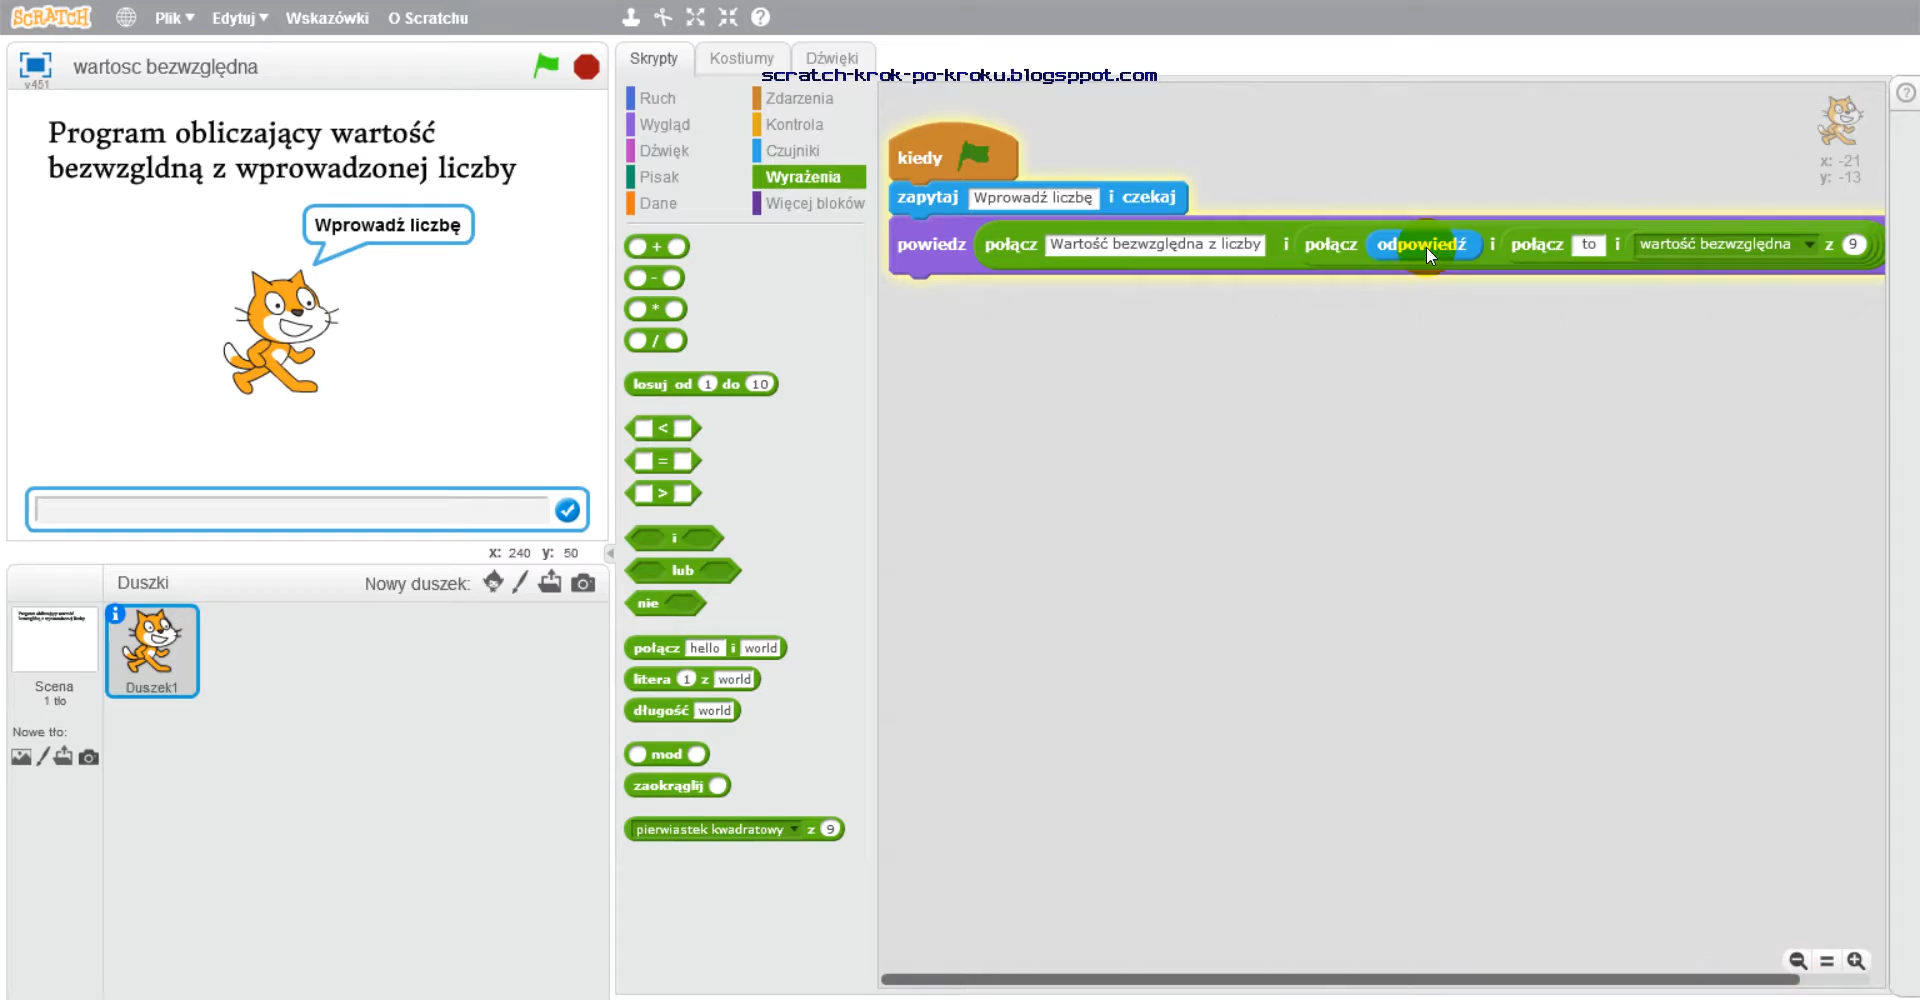 SCRATCH Plik Edytuj Wskazówki O Scratchu
v451 wartosc bezwzględna
Program obliczający wartość
bezwzgldną z wprowadzonej liczby
Wprowadź liczbę
x: 240 y: 50
Duszki Nowy duszek:
Duszek1
Scena
1 tło
Nowe tło:
Skrypty Kostiumy Dźwięki
scratch-krok-po-kroku.blogsppot.com
Ruch Zdarzenia
Wygląd Kontrola
Dźwięk Czujniki
Pisak Wyrażenia
Dane Więcej bloków
+
-
*
/
losuj od 1 do 10
<
=
>
i
lub
nie
połącz hello i world
litera 1 z world
długość world
mod
zaokrąglij
pierwiastek kwadratowy z 9
kiedy
zapytaj Wprowadź liczbę i czekaj
powiedz połącz Wartość bezwzględna z liczby i połącz odpowiedź i połącz to i wartość bezwzględna z 9
x: -21
y: -13